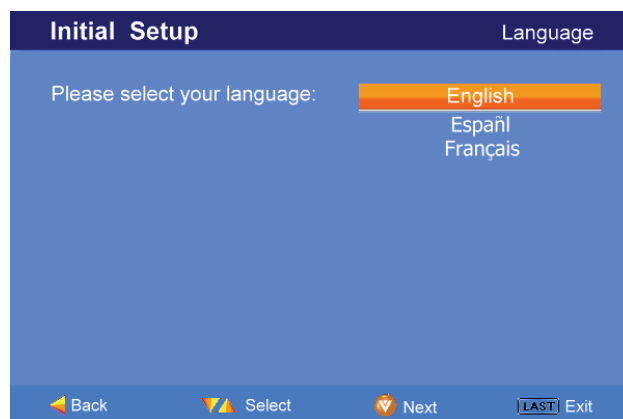 Initial Setup Language
Please select your language: English
Españl
Français
Back Select Next LAST Exit